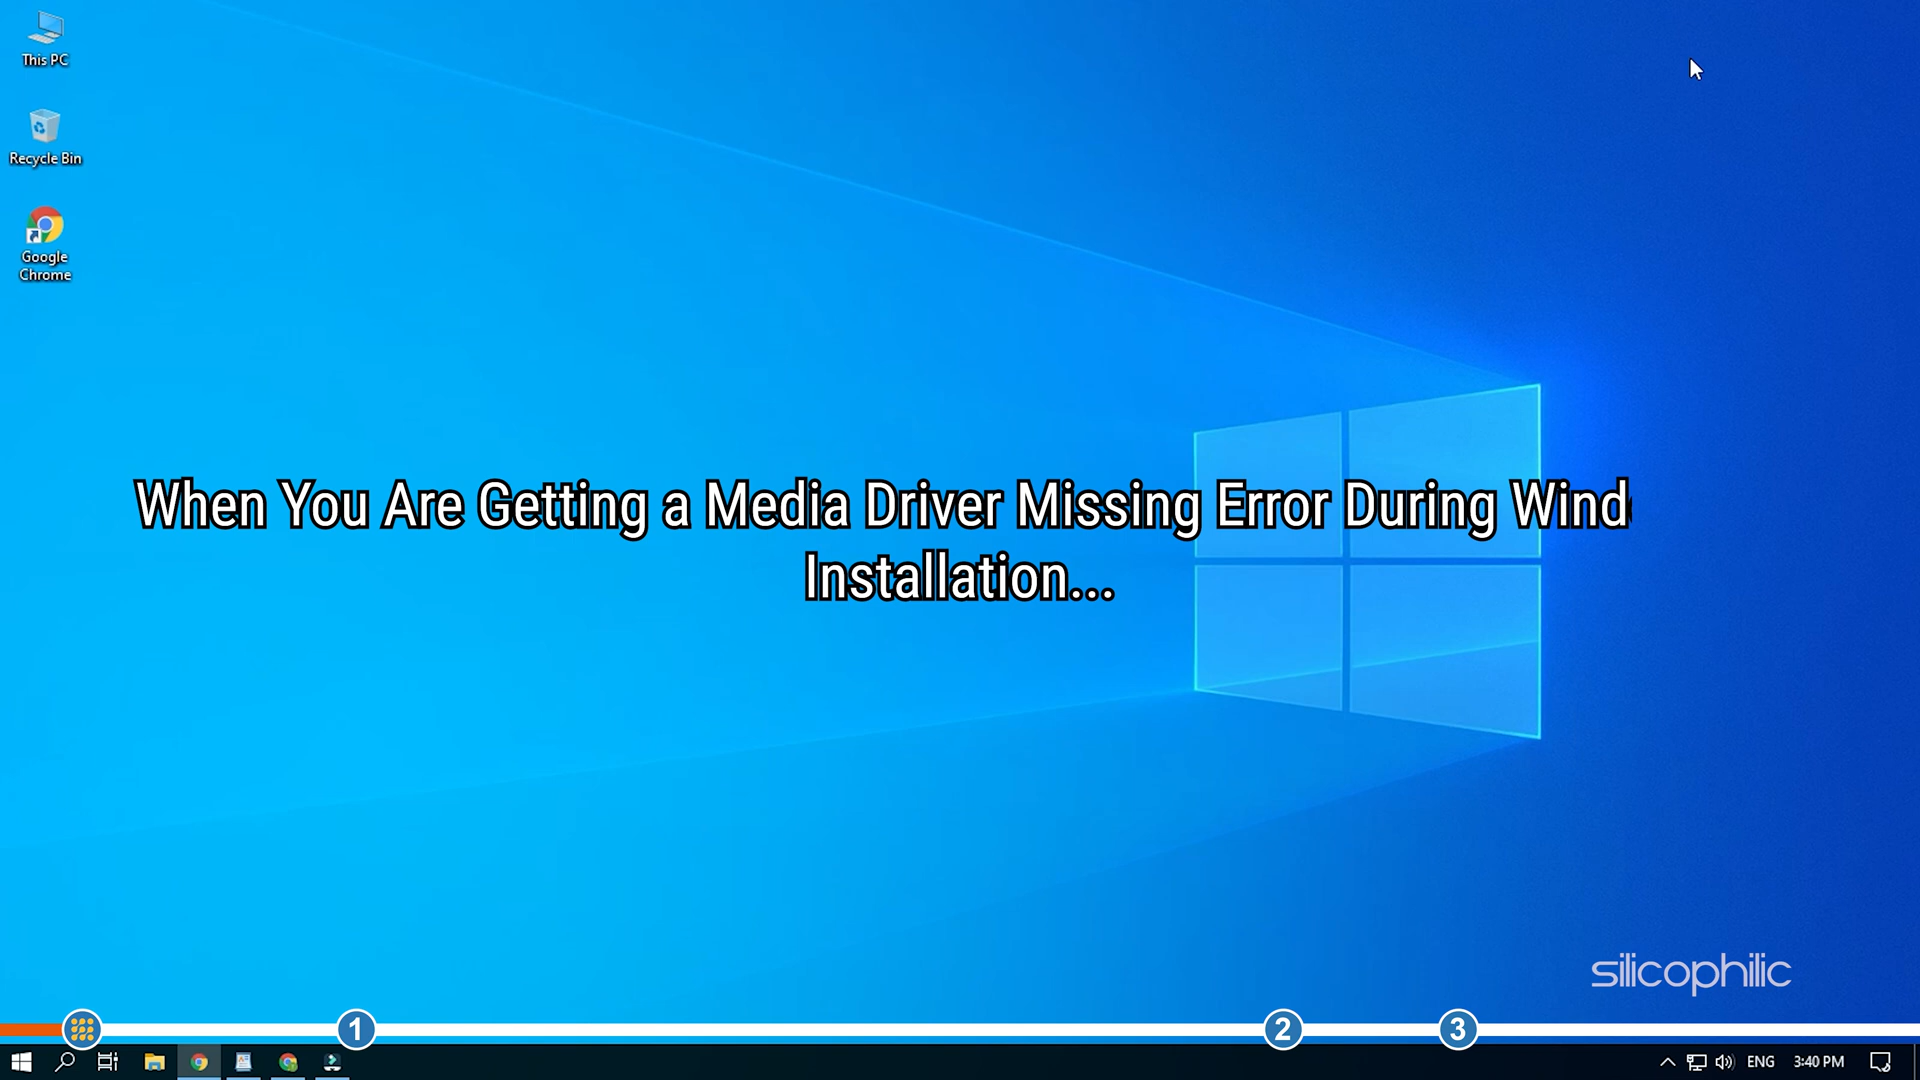 This PC
Recycle Bin
Google
Chrome
When You Are Getting a Media Driver Missing Error During Wind
Installation...
silicophilic
1
2
3
ENG
3:40 PM